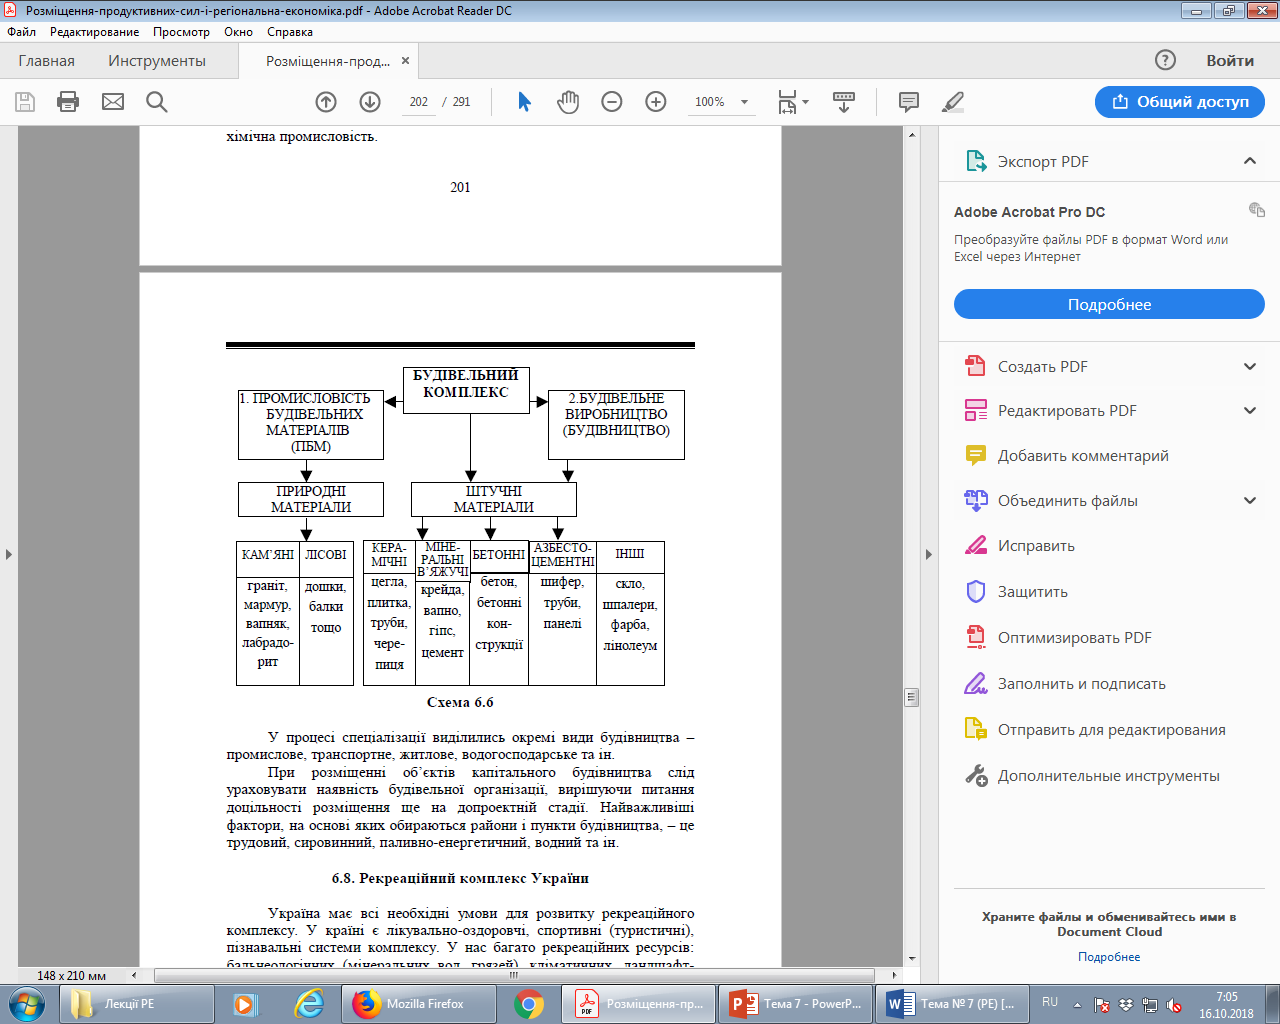 Розміщення-продуктивних-сил-і-регіональна-економіка.pdf - Adobe Acrobat Reader DC
Файл Редактирование Просмотр Окно Справка
Главная Инструменты Розміщення-прод... × Войти
202 / 291 100% Общий доступ
хімічна промисловість.
201
БУДІВЕЛЬНИЙ
КОМПЛЕКС
1. ПРОМИСЛОВІСТЬ
БУДІВЕЛЬНИХ
МАТЕРІАЛІВ
(ПБМ)
2.БУДІВЕЛЬНЕ
ВИРОБНИЦТВО
(БУДІВНИЦТВО)
ПРИРОДНІ
МАТЕРІАЛИ
ШТУЧНІ
МАТЕРІАЛИ
КАМ’ЯНІ
граніт,
мармур,
вапняк,
лабрадо-
рит
ЛІСОВІ
дошки,
балки
тощо
КЕРА-
МІЧНІ
цегла,
плитка,
труби,
чере-
пиця
МІНЕ-
РАЛЬНІ
В’ЯЖУЧІ
крейда,
вапно,
гіпс,
цемент
БЕТОННІ
бетон,
бетонні
кон-
струкції
АЗБЕСТО-
ЦЕМЕНТНІ
шифер,
труби,
панелі
ІНШІ
скло,
шпалери,
фарба,
лінолеум
Схема 6.6
У процесі спеціалізації виділились окремі види будівництва –
промислове, транспортне, житлове, водогосподарське та ін.
При розміщенні об’єктів капітального будівництва слід
ураховувати наявність будівельної організації, вирішуючи питання
доцільності розміщення ще на допроектній стадії. Найважливіші
фактори, на основі яких обираються райони і пункти будівництва, – це
трудовий, сировинний, паливно-енергетичний, водний та ін.
6.8. Рекреаційний комплекс України
Україна має всі необхідні умови для розвитку рекреаційного
комплексу. У країні є лікувально-оздоровчі, спортивні (туристичні),
пізнавальні системи комплексу. У нас багато рекреаційних ресурсів:
бальнеологічних (мінеральних вод, грязей), кліматичних, ландшафт-
148 x 210 мм
Экспорт PDF
Adobe Acrobat Pro DC
Преобразуйте файлы PDF в формат Word или
Excel через Интернет
Подробнее
Создать PDF
Редактировать PDF
Добавить комментарий
Объединить файлы
Исправить
Защитить
Оптимизировать PDF
Заполнить и подписать
Отправить для редактирования
Дополнительные инструменты
Храните файлы и обменивайтесь ими в
Document Cloud
Подробнее
Лекції РЕ Mozilla Firefox Розміщення-пр... Тема 7 - PowerP... Тема № 7 (РЕ) [... RU 7:05
16.10.2018